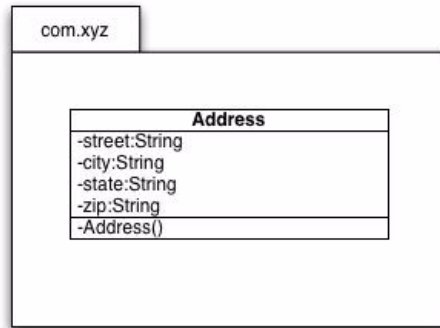 com.xyz
Address
-street:String
-city:String
-state:String
-zip:String
-Address()